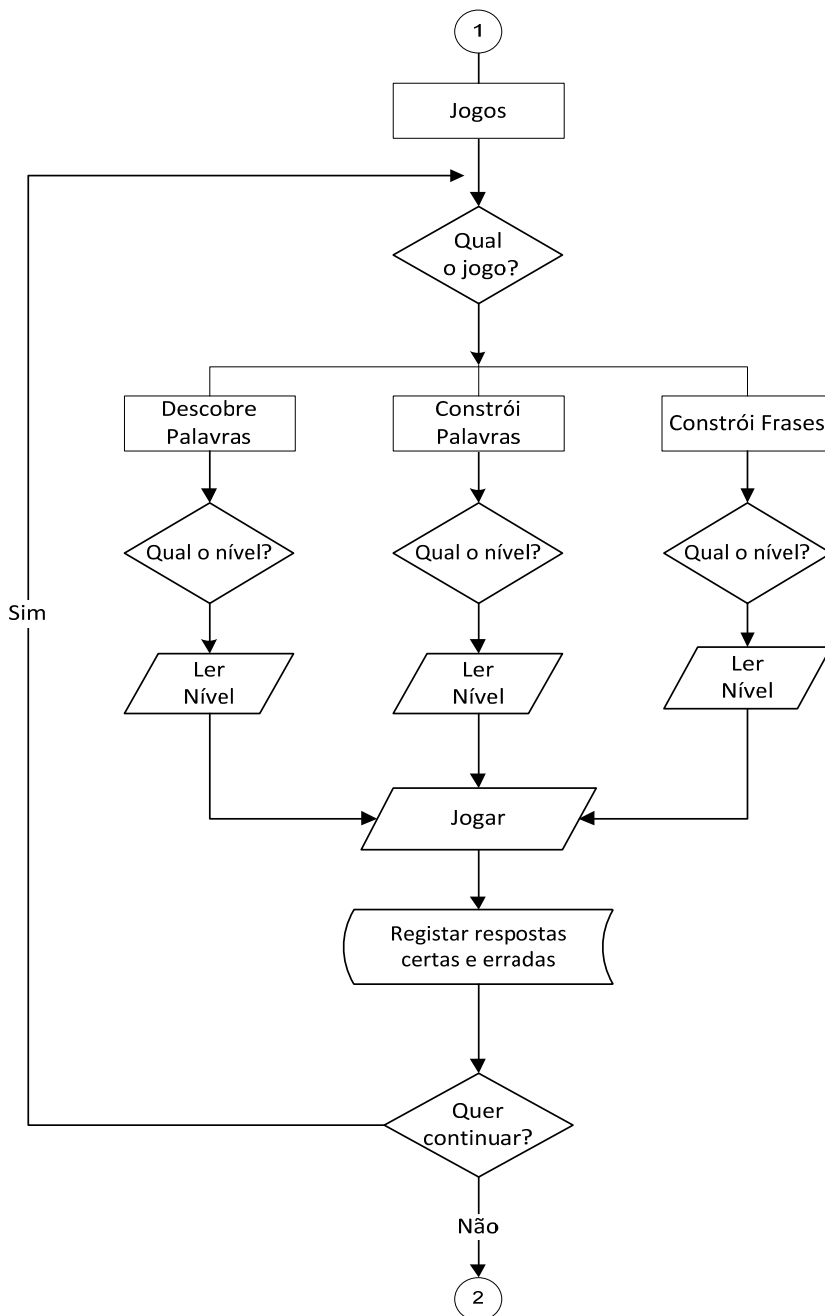 1
Jogos
Qual
o jogo?
Descobre
Palavras
Constrói
Palavras
Constrói Frases
Qual o nível?
Qual o nível?
Qual o nível?
Sim
Ler
Nível
Ler
Nível
Ler
Nível
Jogar
Registar respostas
certas e erradas
Quer
continuar?
Não
2